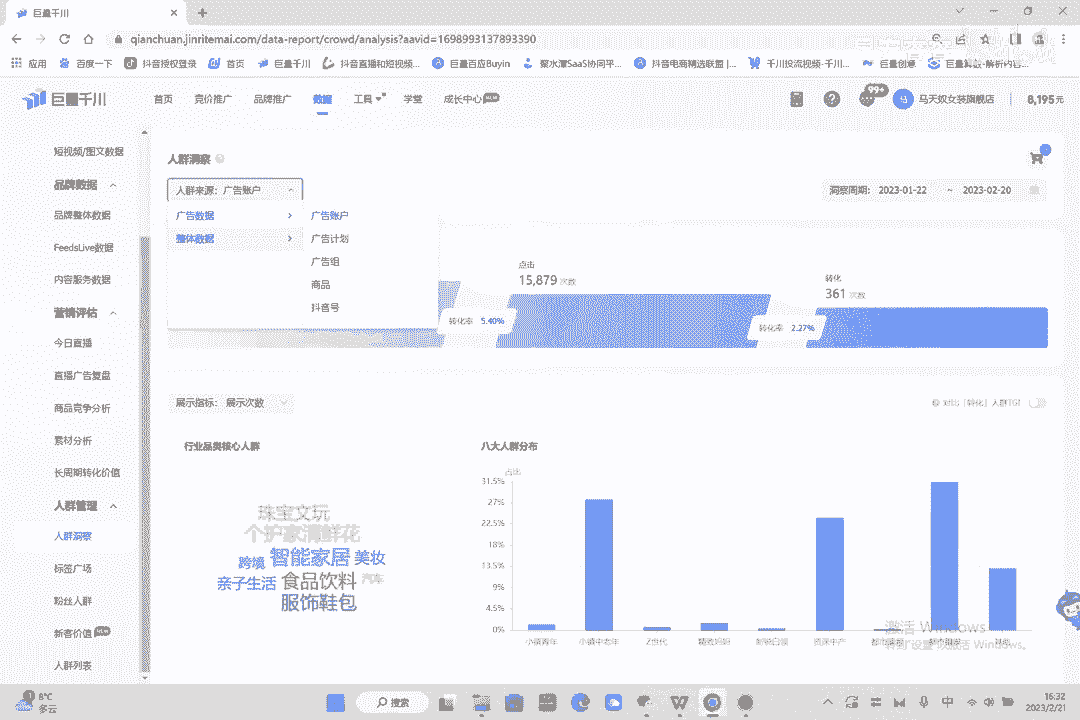 巨量千川
qianchuan.jinritemai.com/data-report/crowd/analysis?aavid=1698993137893390
应用 百度一下 抖音授权登录 首页 巨量千川 抖音直播和短视频... 巨量百应Buyin 聚水潭SaaS协同平... 抖音电商精选联盟 |... 千川投流视频-千川... 巨量创意 巨量算数-解析内容...
巨量千川 首页 竞价推广 品牌推广 数据 工具 学堂 成长中心 NEW 99+ 马天奴女装旗舰店 8,195元
短视频/图文数据
品牌数据
品牌整体数据
FeedsLive数据
内容服务数据
营销评估
今日直播
直播广告复盘
商品竞争分析
素材分析
长周期转化价值
人群管理
人群洞察
标签广场
粉丝人群
新客价值 NEW
人群列表
人群洞察
人群来源: 广告账户
洞察周期: 2023-01-22 ~ 2023-02-20
广告数据
整体数据
广告账户
广告计划
广告组
商品
抖音号
点击
15,879 次数
转化
361 次数
转化率 5.40%
转化率 2.27%
展示指标: 展示次数
对比「转化」人群TGI
行业品类核心人群
珠宝文玩
个护家清鲜花
跨境 智能家居 美妆
亲子生活 食品饮料 汽车
服饰鞋包
八大人群分布
占比
31.5%
27%
22.5%
18%
13.5%
9%
4.5%
0%
小镇青年 小镇中老年 Z世代 精致妈妈 新锐白领 资深中产
激活 Windows
转到"设置"以激活 Windows。
8°C
多云
搜索
中
16:32
2023/2/21